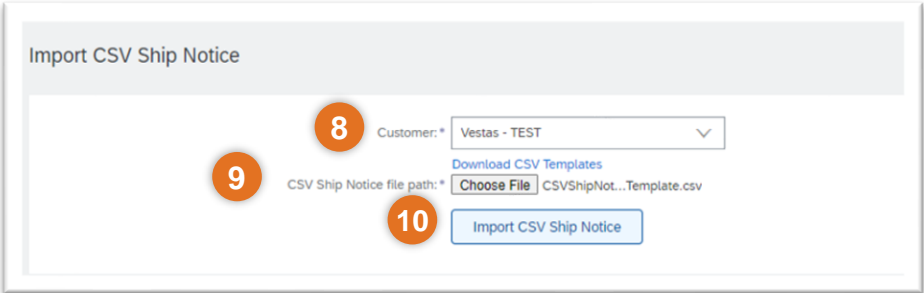 Import CSV Ship Notice
8 Customer:* Vestas - TEST
Download CSV Templates
9 CSV Ship Notice file path:* Choose File CSVShipNot...Template.csv
10 Import CSV Ship Notice